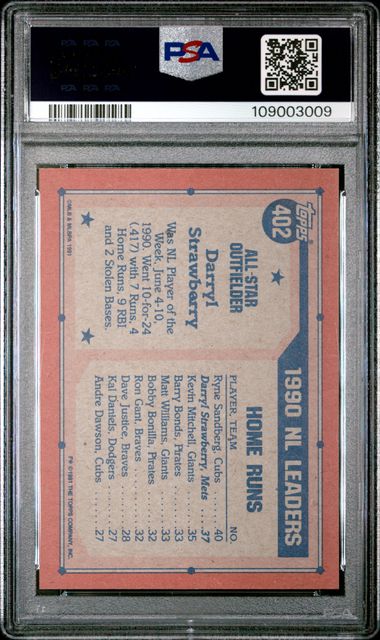 PSA
109003009
Topps
402
1990 NL LEADERS
ALL-STAR
OUTFIELDER
Darryl
Strawberry
Was NL Player of the
Week, June 4-10,
1990. Went 10-for-24
(.417) with 7 Runs, 4
Home Runs, 9 RBI
and 2 Stolen Bases.
HOME RUNS
PLAYER, TEAM NO.
Ryne Sandberg, Cubs . . 40
Darryl Strawberry, Mets . 37
Kevin Mitchell, Giants . . 35
Barry Bonds, Pirates . . . 33
Matt Williams, Giants . . . 33
Bobby Bonilla, Pirates . . 32
Ron Gant, Braves . . . . 32
Dave Justice, Braves . . . 28
Kal Daniels, Dodgers . . . 27
Andre Dawson, Cubs . . . 27
©MLB & MLBPA 1991
F* © 1991 THE TOPPS COMPANY, INC.